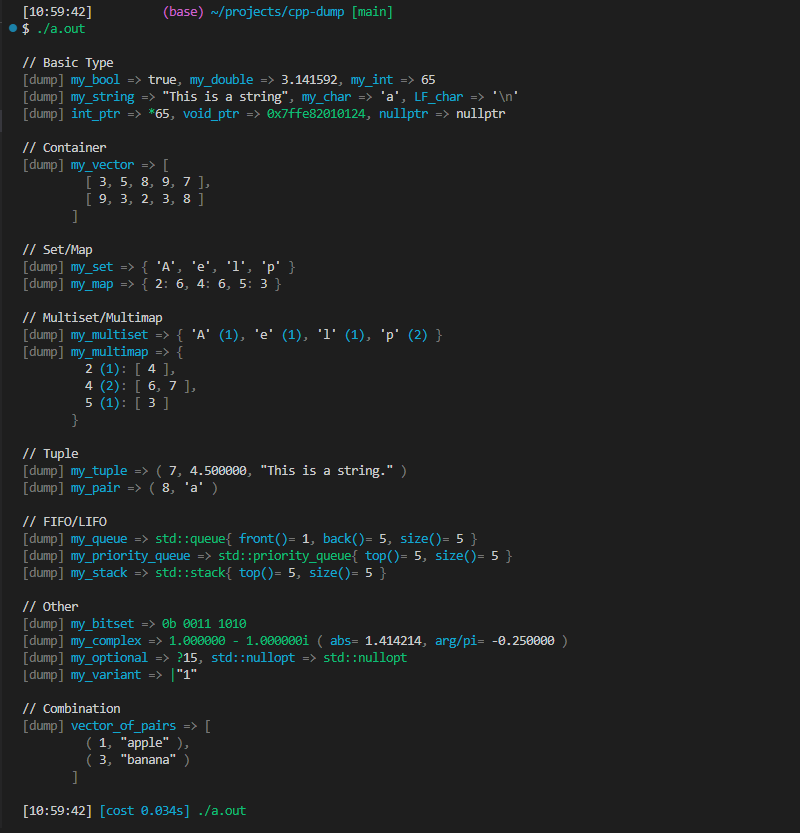 [10:59:42] (base) ~/projects/cpp-dump [main]
$ ./a.out
// Basic Type
[dump] my_bool => true, my_double => 3.141592, my_int => 65
[dump] my_string => "This is a string", my_char => 'a', LF_char => '\n'
[dump] int_ptr => *65, void_ptr => 0x7ffe82010124, nullptr => nullptr
// Container
[dump] my_vector => [
[ 3, 5, 8, 9, 7 ],
[ 9, 3, 2, 3, 8 ]
]
// Set/Map
[dump] my_set => { 'A', 'e', 'l', 'p' }
[dump] my_map => { 2: 6, 4: 6, 5: 3 }
// Multiset/Multimap
[dump] my_multiset => { 'A' (1), 'e' (1), 'l' (1), 'p' (2) }
[dump] my_multimap => {
2 (1): [ 4 ],
4 (2): [ 6, 7 ],
5 (1): [ 3 ]
}
// Tuple
[dump] my_tuple => ( 7, 4.500000, "This is a string." )
[dump] my_pair => ( 8, 'a' )
// FIFO/LIFO
[dump] my_queue => std::queue{ front()= 1, back()= 5, size()= 5 }
[dump] my_priority_queue => std::priority_queue{ top()= 5, size()= 5 }
[dump] my_stack => std::stack{ top()= 5, size()= 5 }
// Other
[dump] my_bitset => 0b 0011 1010
[dump] my_complex => 1.000000 - 1.000000i ( abs= 1.414214, arg/pi= -0.250000 )
[dump] my_optional => ?15, std::nullopt => std::nullopt
[dump] my_variant => |"1"
// Combination
[dump] vector_of_pairs => [
( 1, "apple" ),
( 3, "banana" )
]
[10:59:42] [cost 0.034s] ./a.out